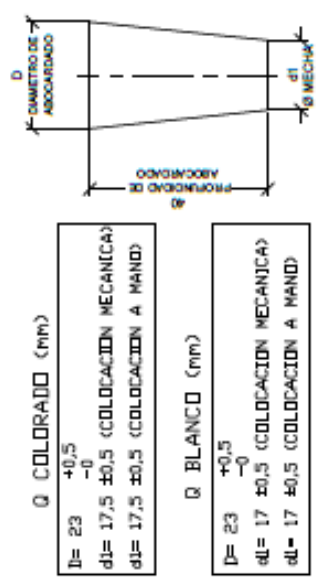 D
DIAMETRO DE
ABOCARDADO
d1
Ø MECHA
40
PROFUNDIDAD DE
ABOCARDADO
Q COLORADO (mm)
D= 23 +0,5
-0
d1= 17,5 ±0,5 (COLOCACION MECANICA)
d1= 17,5 ±0,5 (COLOCACION A MANO)
Q BLANCO (mm)
D= 23 +0,5
-0
d1= 17 ±0,5 (COLOCACION MECANICA)
d1= 17 ±0,5 (COLOCACION A MANO)